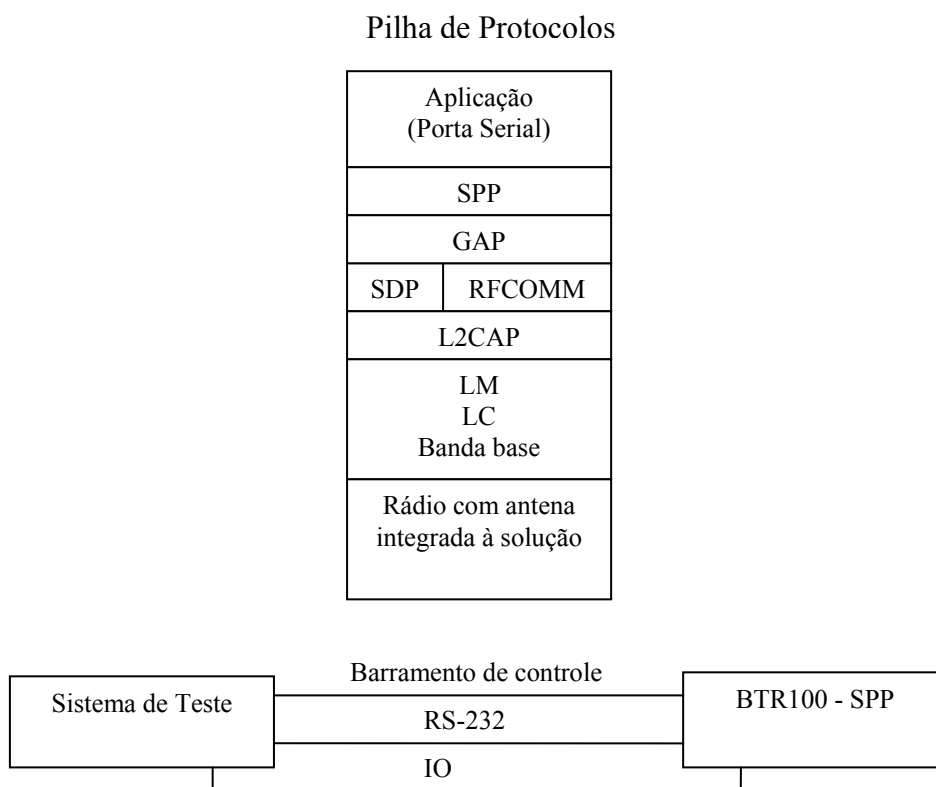 Pilha de Protocolos
Aplicação
(Porta Serial)
SPP
GAP
SDP
RFCOMM
L2CAP
LM
LC
Banda base
Rádio com antena
integrada à solução
Barramento de controle
Sistema de Teste
BTR100 - SPP
RS-232
IO